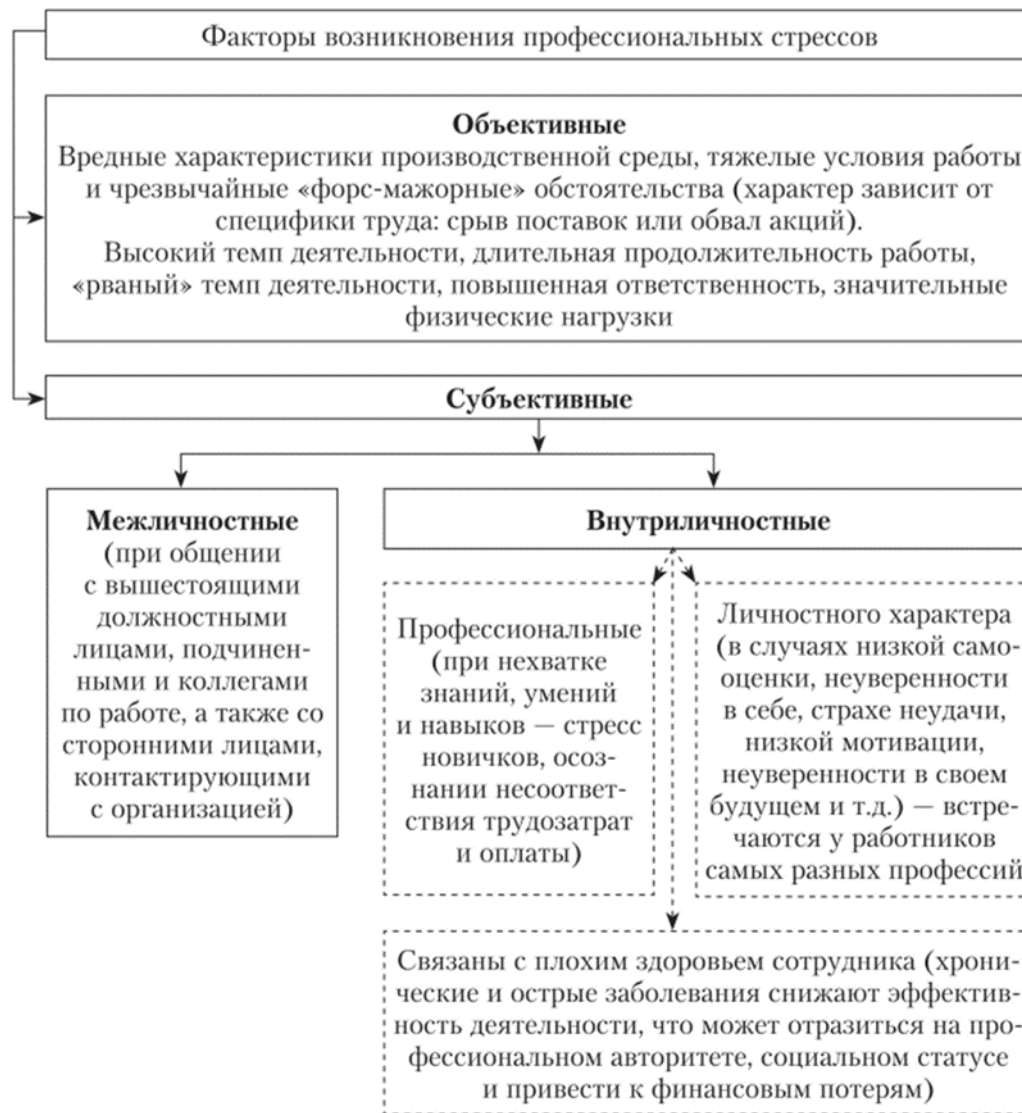 Факторы возникновения профессиональных стрессов
Объективные
Вредные характеристики производственной среды, тяжелые условия работы
и чрезвычайные «форс-мажорные» обстоятельства (характер зависит от
специфики труда: срыв поставок или обвал акций).
Высокий темп деятельности, длительная продолжительность работы,
«рваный» темп деятельности, повышенная ответственность, значительные
физические нагрузки
Субъективные
Межличностные
(при общении
с вышестоящими
должностными
лицами, подчинен-
ными и коллегами
по работе, а также со
сторонними лицами,
контактирующими
с организацией)
Внутриличностные
Профессиональные
(при нехватке
знаний, умений
и навыков — стресс
новичков, осоз-
нании несоответ-
ствия трудозатрат
и оплаты)
Личностного характера
(в случаях низкой само-
оценки, неуверенности
в себе, страхе неудачи,
низкой мотивации,
неуверенности в своем
будущем и т.д.) — встре-
чаются у работников
самых разных профессий
Связаны с плохим здоровьем сотрудника (хрони-
ческие и острые заболевания снижают эффектив-
ность деятельности, что может отразиться на про-
фессиональном авторитете, социальном статусе
и привести к финансовым потерям)